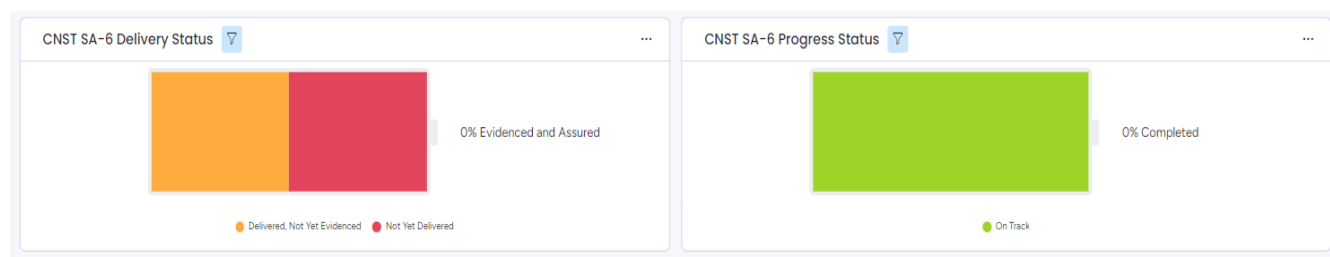 CNST SA-6 Delivery Status
0% Evidenced and Assured
Delivered, Not Yet Evidenced
Not Yet Delivered
CNST SA-6 Progress Status
0% Completed
On Track